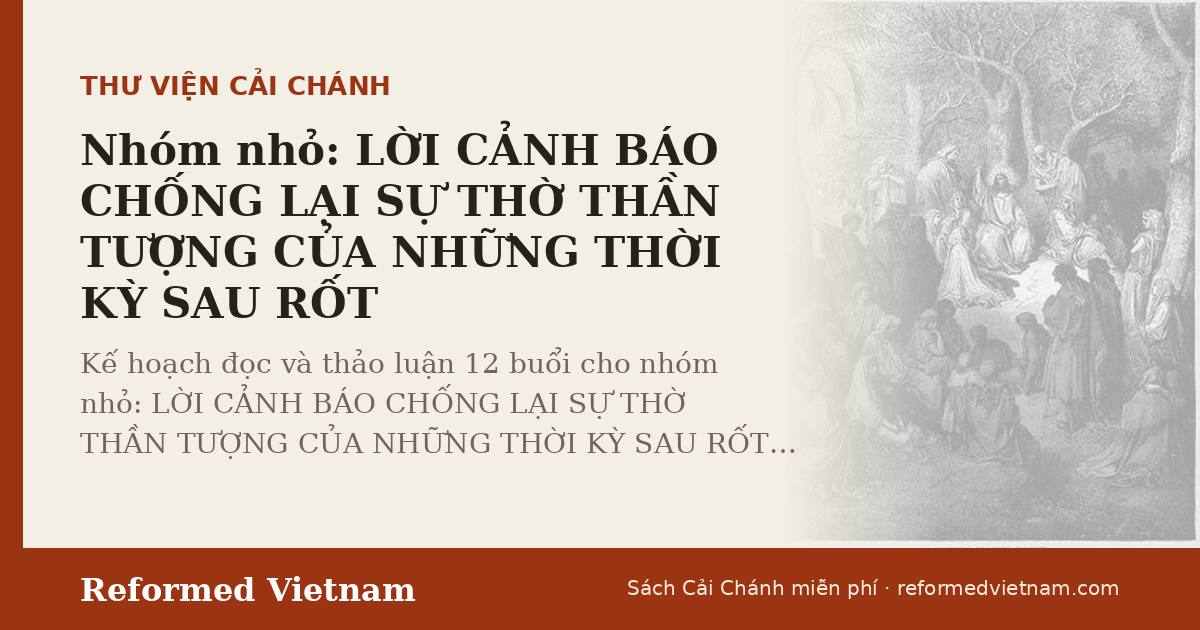 THƯ VIỆN CẢI CHÁNH
Nhóm nhỏ: LỜI CẢNH BÁO
CHỐNG LẠI SỰ THỜ THẦN
TƯỢNG CỦA NHỮNG THỜI
KỲ SAU RỐT
Kế hoạch đọc và thảo luận 12 buổi cho nhóm
nhỏ: LỜI CẢNH BÁO CHỐNG LẠI SỰ THỜ
THẦN TƯỢNG CỦA NHỮNG THỜI KỲ SAU RỐT…
Reformed Vietnam
Sách Cải Chánh miễn phí · reformedvietnam.com